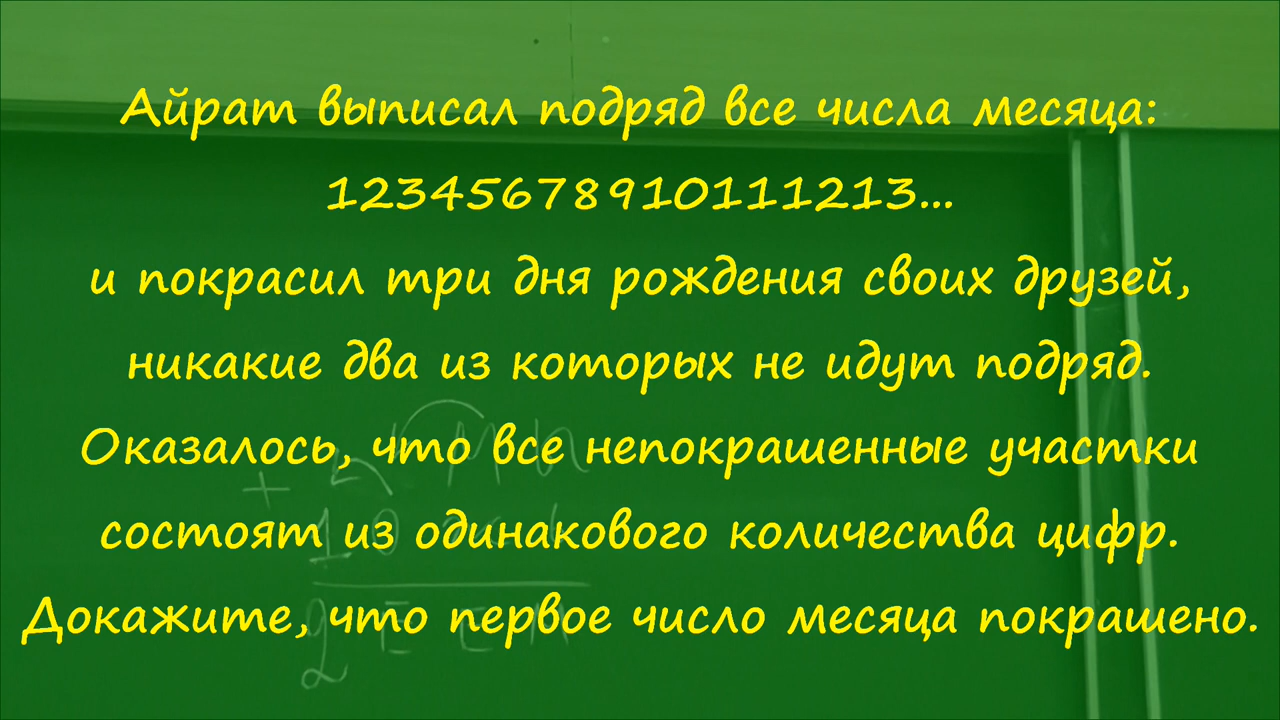 Айрат выписал подряд все числа месяца:
12345678910111213...
и покрасил три дня рождения своих друзей,
никакие два из которых не идут подряд.
Оказалось, что все непокрашенные участки
состоят из одинакового количества цифр.
Докажите, что первое число месяца покрашено.